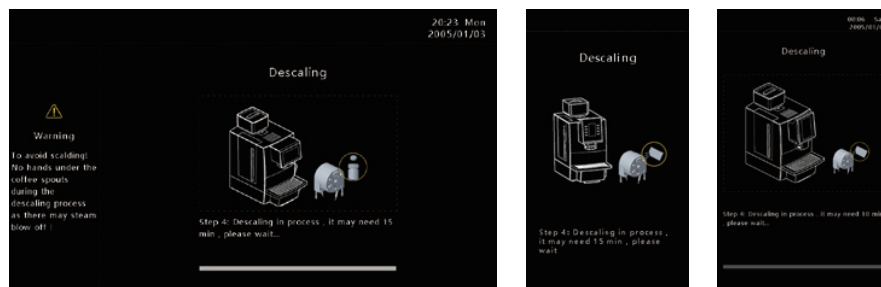 20:23 Mon
2005/01/03
Descaling
Warning
To avoid scalding!
No hands under the
coffee spouts
during the
descaling process
as there may steam
blow off !
Step 4: Descaling in process , it may need 15
min , please wait...
Descaling
Step 4: Descaling in process ,
it may need 15 min , please
wait
00:06
Descaling
Step 4: Descaling in process , it may need 10 min
, please wait...